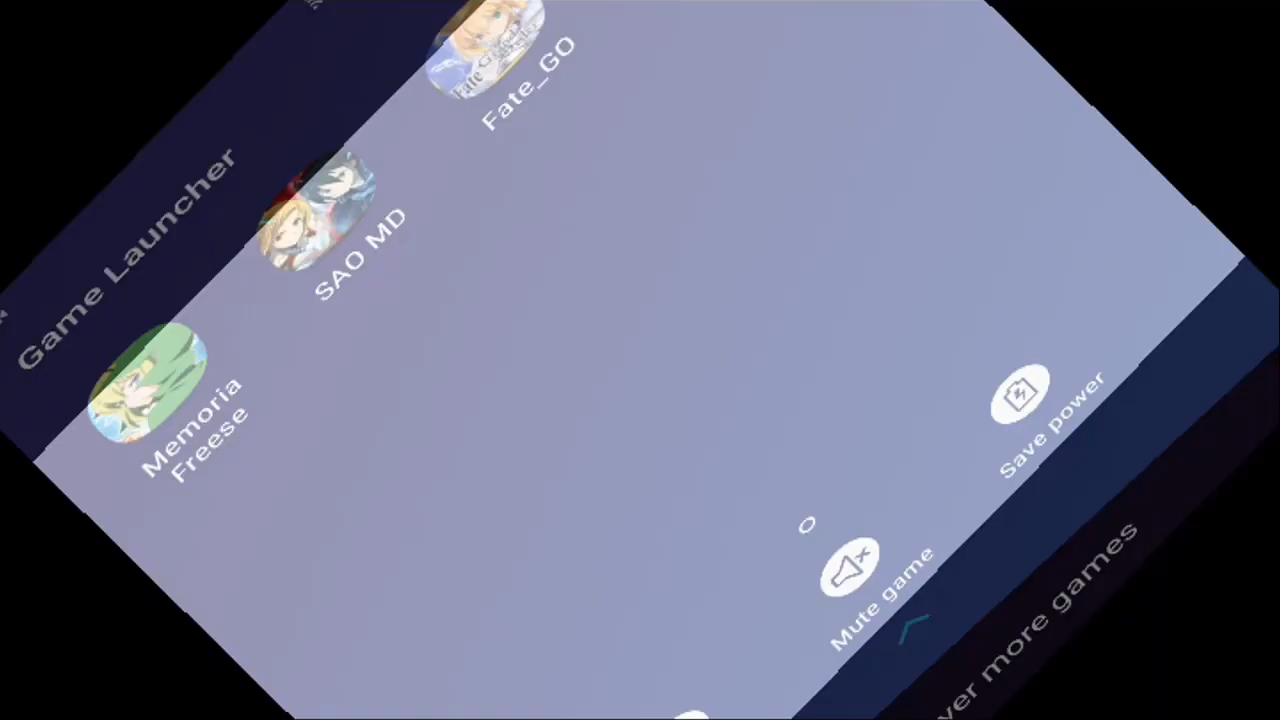 Game Launcher
Memoria
Freese
SAO MD
Fate_GO
Mute game
Save power
ver more games